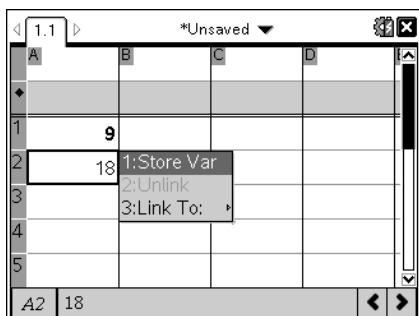 1.1 *Unsaved
A B C D E
◆
1 9
2 18 1:Store Var
2:Unlink
3 3:Link To:
4
5
A2 18